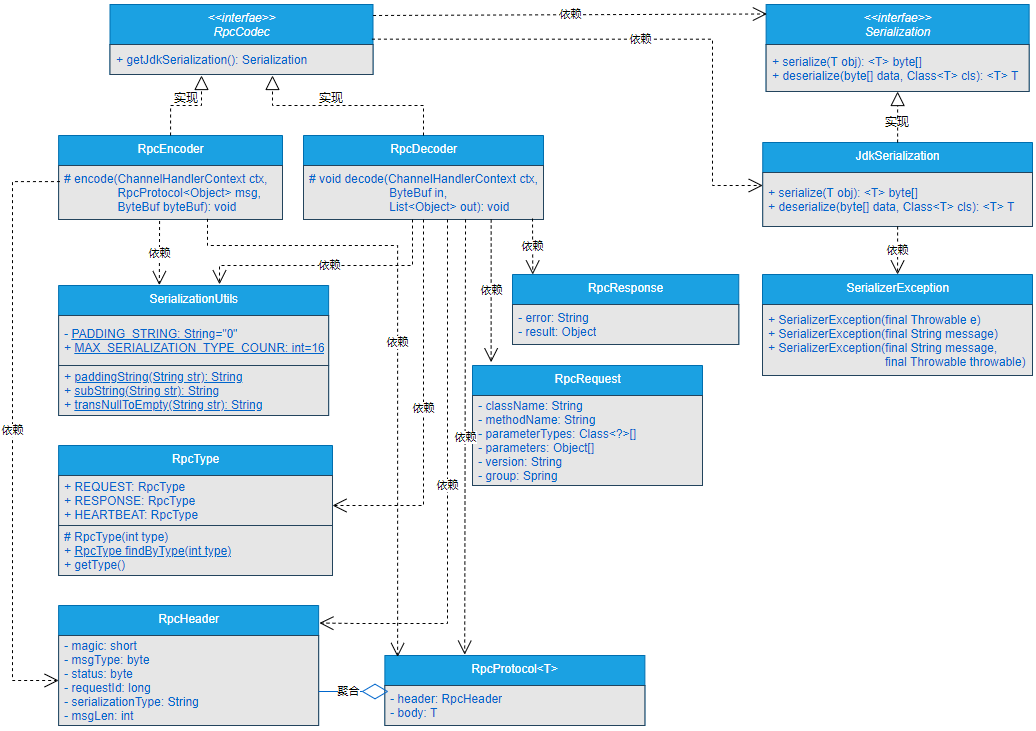 <<interfae>>
RpcCodec
+ getJdkSerialization(): Serialization
依赖
依赖
<<interfae>>
Serialization
+ serialize(T obj): <T> byte[]
+ deserialize(byte[] data, Class<T> cls): <T> T
实现
实现
实现
RpcEncoder
# encode(ChannelHandlerContext ctx,
RpcProtocol<Object> msg,
ByteBuf byteBuf): void
RpcDecoder
# void decode(ChannelHandlerContext ctx,
ByteBuf in,
List<Object> out): void
JdkSerialization
+ serialize(T obj): <T> byte[]
+ deserialize(byte[] data, Class<T> cls): <T> T
依赖
依赖
依赖
依赖
SerializationUtils
- PADDING_STRING: String="0"
+ MAX_SERIALIZATION_TYPE_COUNR: int=16
+ paddingString(String str): String
+ subString(String str): String
+ transNullToEmpty(String str): String
依赖
RpcResponse
- error: String
- result: Object
SerializerException
+ SerializerException(final Throwable e)
+ SerializerException(final String message)
+ SerializerException(final String message,
final Throwable throwable)
依赖
RpcRequest
- className: String
- methodName: String
- parameterTypes: Class<?>[]
- parameters: Object[]
- version: String
- group: Spring
依赖
依赖
依赖
依赖
RpcType
+ REQUEST: RpcType
+ RESPONSE: RpcType
+ HEARTBEAT: RpcType
# RpcType(int type)
+ RpcType findByType(int type)
+ getType()
RpcHeader
- magic: short
- msgType: byte
- status: byte
- requestId: long
- serializationType: String
- msgLen: int
聚合
RpcProtocol<T>
- header: RpcHeader
- body: T